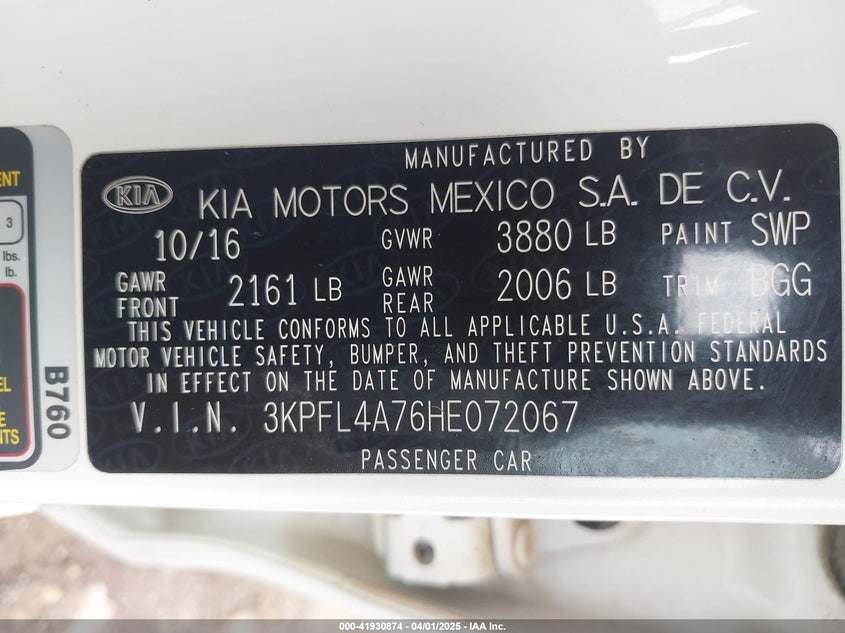 MANUFACTURED BY
KIA
KIA MOTORS MEXICO S.A. DE C.V.
10/16 GVWR 3880 LB PAINT SWP
GAWR FRONT 2161 LB GAWR REAR 2006 LB TRIM BGG
THIS VEHICLE CONFORMS TO ALL APPLICABLE U.S.A. FEDERAL
MOTOR VEHICLE SAFETY, BUMPER, AND THEFT PREVENTION STANDARDS
IN EFFECT ON THE DATE OF MANUFACTURE SHOWN ABOVE.
V.I.N. 3KPFL4A76HE072067
PASSENGER CAR
3
lbs.
lb.
B760
000-41930874 | 04/01/2025 - IAA Inc.